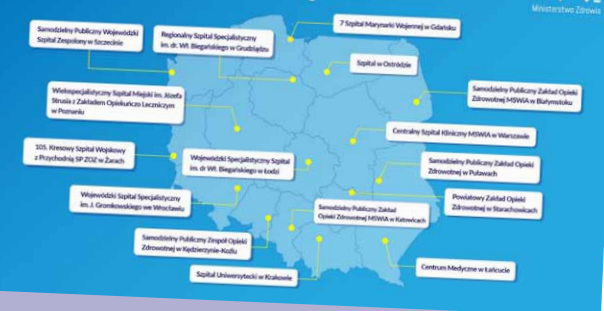 Ministerstwo Zdrowia
7 Szpital Marynarki Wojennej w Gdańsku
Samodzielny Publiczny Wojewódzki
Szpital Zespolony w Szczecinie
Regionalny Szpital Specjalistyczny
im. dr. Wł. Biegańskiego w Grudziądzu
Szpital w Ostródzie
Samodzielny Publiczny Zakład Opieki
Zdrowotnej MSWiA w Białymstoku
Wielospecjalistyczny Szpital Miejski im. Józefa
Strusia z Zakładem Opiekuńczo Leczniczym
w Poznaniu
Centralny Szpital Kliniczny MSWiA w Warszawie
105. Kresowy Szpital Wojskowy
z Przychodnią SP ZOZ w Żarach
Wojewódzki Specjalistyczny Szpital
im. dr Wł. Biegańskiego w Łodzi
Samodzielny Publiczny Zakład Opieki
Zdrowotnej w Puławach
Wojewódzki Szpital Specjalistyczny
im. J. Gromkowskiego we Wrocławiu
Samodzielny Publiczny Zakład
Opieki Zdrowotnej MSWiA w Katowicach
Powiatowy Zakład Opieki
Zdrowotnej w Starachowicach
Samodzielny Publiczny Zespół Opieki
Zdrowotnej w Kędzierzynie-Koźlu
Szpital Uniwersytecki w Krakowie
Centrum Medyczne w Łańcucie